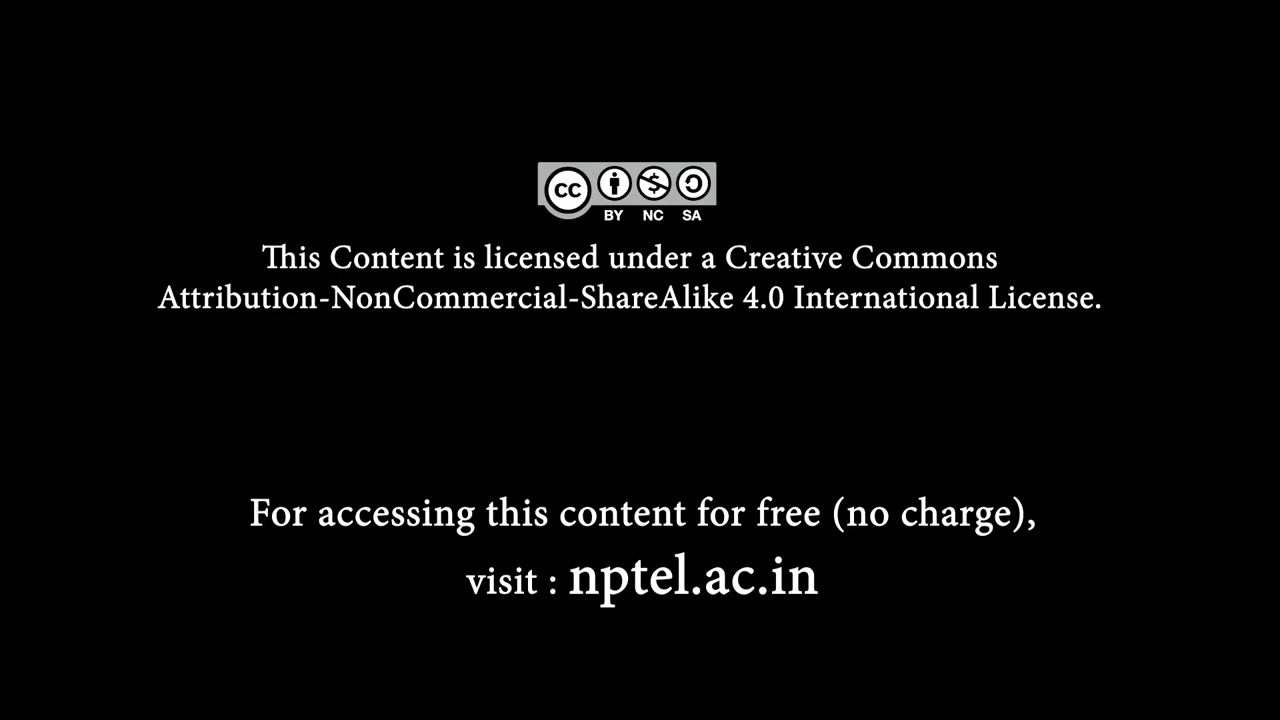 cc
BY NC SA
This Content is licensed under a Creative Commons
Attribution-NonCommercial-ShareAlike 4.0 International License.
For accessing this content for free (no charge),
visit : nptel.ac.in